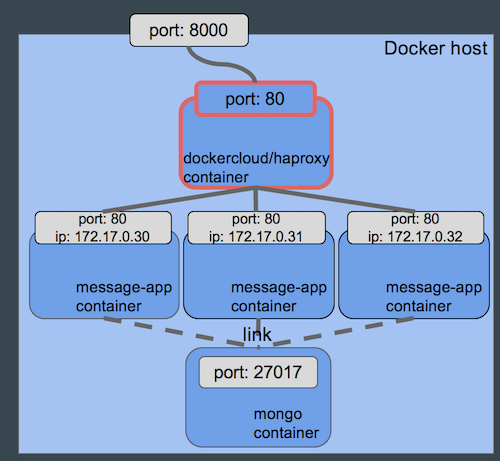 port: 8000
Docker host
port: 80
dockercloud/haproxy
container
port: 80
ip: 172.17.0.30
message-app
container
port: 80
ip: 172.17.0.31
message-app
container
port: 80
ip: 172.17.0.32
message-app
container
link
port: 27017
mongo
container